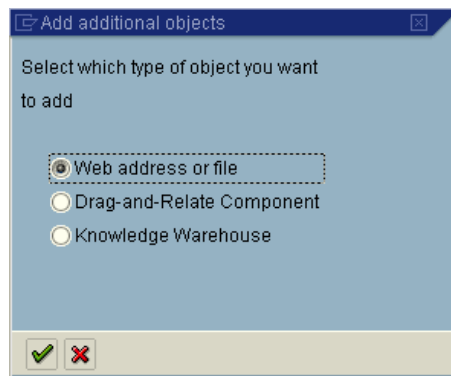 Add additional objects
Select which type of object you want
to add
Web address or file
Drag-and-Relate Component
Knowledge Warehouse